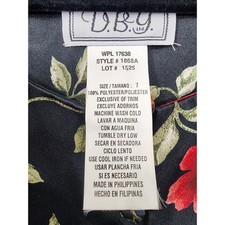 D.B.Y. LTD
WPL 17638
STYLE # 1868A
LOT # 1525
SIZE / TAMANO: 7
100% POLYESTER/POLIESTER
EXCLUSIVE OF TRIM
EXCLUYE ADORNOS
MACHINE WASH COLD
LAVAR A MAQUINA
CON AGUA FRIA
TUMBLE DRY LOW
SECAR EN SECADORA
CICLO LENTO
USE COOL IRON IF NEEDED
USAR PLANCHA FRIA
SI ES NECESARIO
MADE IN PHILIPPINES
HECHO EN FILIPINAS